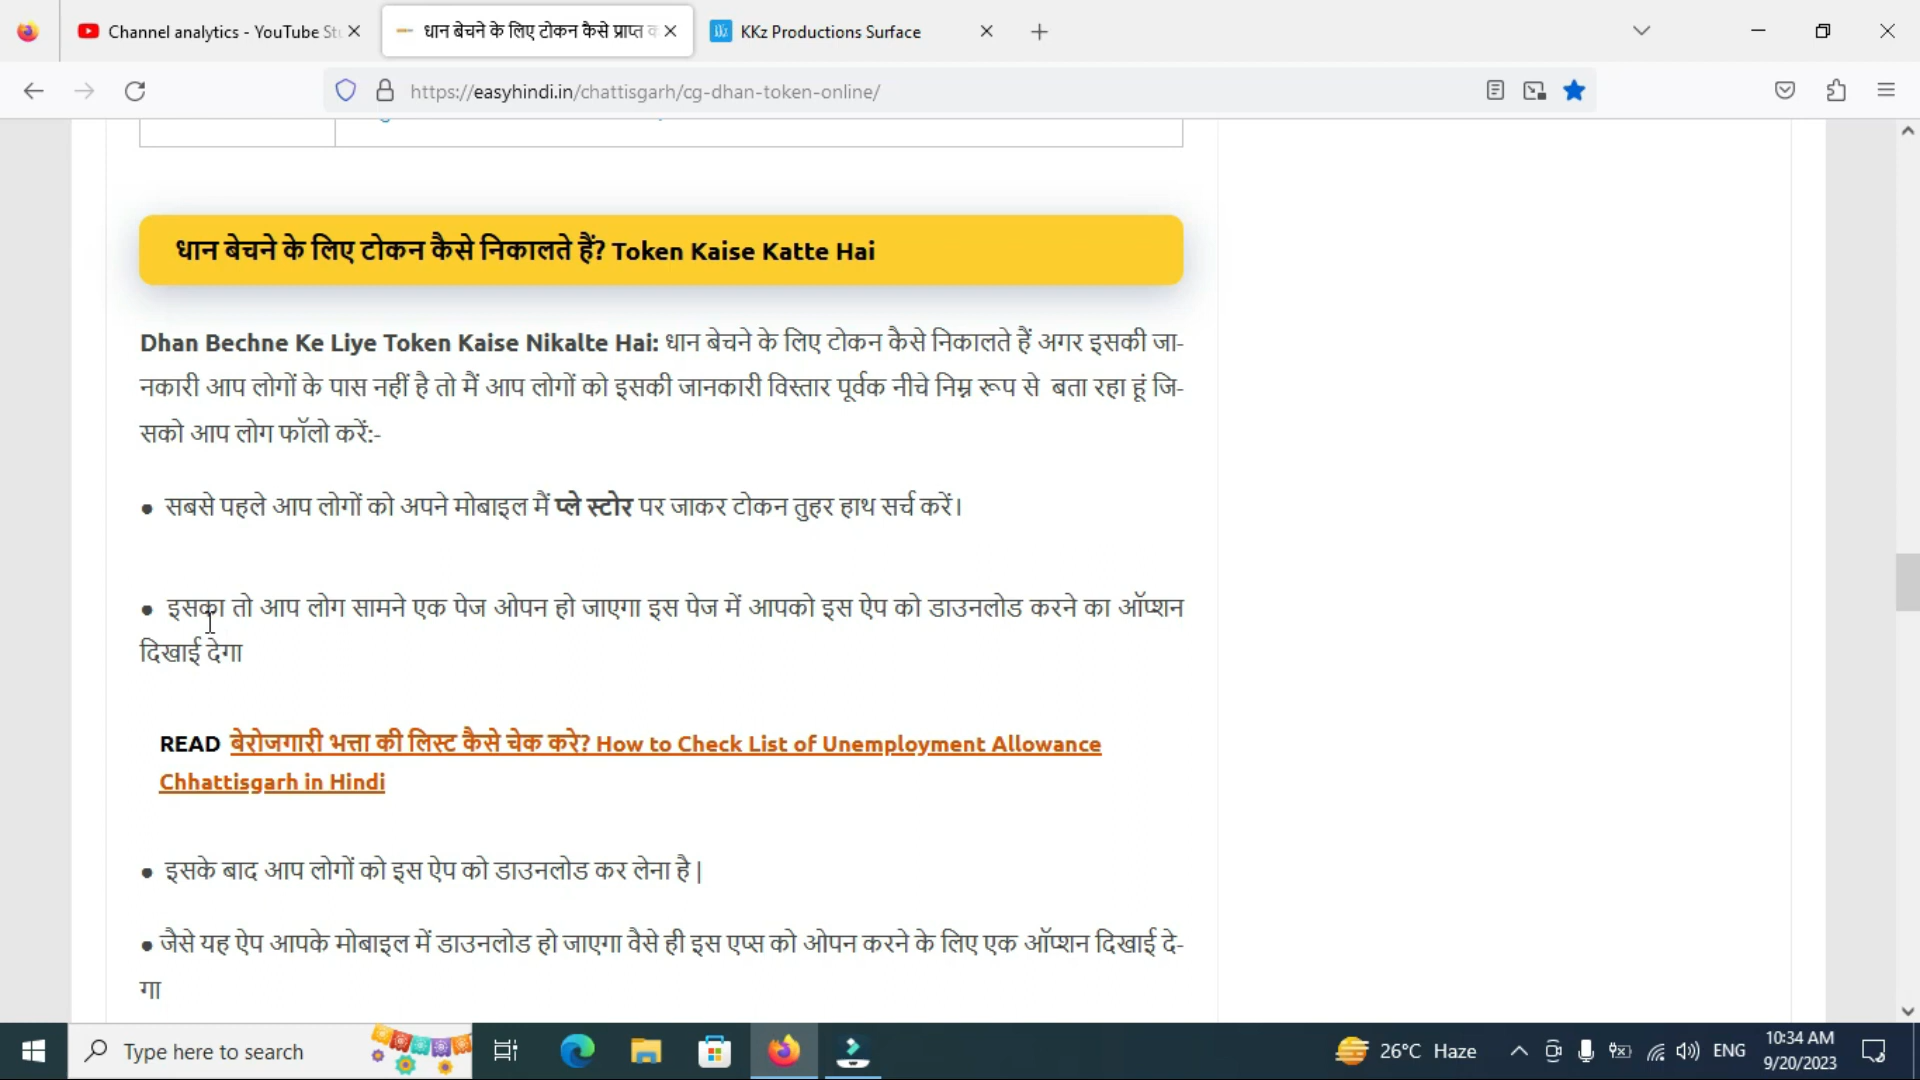 Channel analytics - YouTube St
धान बेचने के लिए टोकन कैसे प्राप्त क
KKz Productions Surface
https://easyhindi.in/chattisgarh/cg-dhan-token-online/
धान बेचने के लिए टोकन कैसे निकालते हैं? Token Kaise Katte Hai
Dhan Bechne Ke Liye Token Kaise Nikalte Hai: धान बेचने के लिए टोकन कैसे निकालते हैं अगर इसकी जा-
नकारी आप लोगों के पास नहीं है तो मैं आप लोगों को इसकी जानकारी विस्तार पूर्वक नीचे निम्न रूप से बता रहा हूं जि-
सको आप लोग फॉलो करें:-
● सबसे पहले आप लोगों को अपने मोबाइल मैं प्ले स्टोर पर जाकर टोकन तुहर हाथ सर्च करें।
● इसका तो आप लोग सामने एक पेज ओपन हो जाएगा इस पेज में आपको इस ऐप को डाउनलोड करने का ऑप्शन
दिखाई देगा
READ बेरोजगारी भत्ता की लिस्ट कैसे चेक करे? How to Check List of Unemployment Allowance
Chhattisgarh in Hindi
● इसके बाद आप लोगों को इस ऐप को डाउनलोड कर लेना है |
● जैसे यह ऐप आपके मोबाइल में डाउनलोड हो जाएगा वैसे ही इस एप्स को ओपन करने के लिए एक ऑप्शन दिखाई दे-
गा
Type here to search
26°C Haze
ENG
10:34 AM
9/20/2023